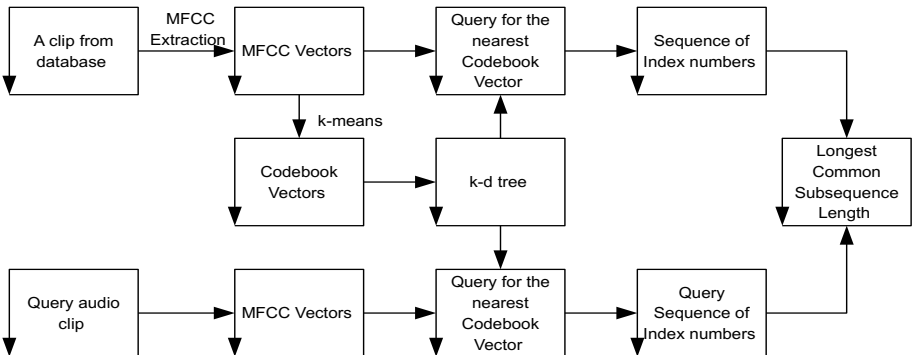 A clip from
database
MFCC
Extraction
MFCC Vectors
Query for the
nearest
Codebook
Vector
Sequence of
Index numbers
k-means
Codebook
Vectors
k-d tree
Longest
Common
Subsequence
Length
Query audio
clip
MFCC Vectors
Query for the
nearest
Codebook
Vector
Query
Sequence of
Index numbers